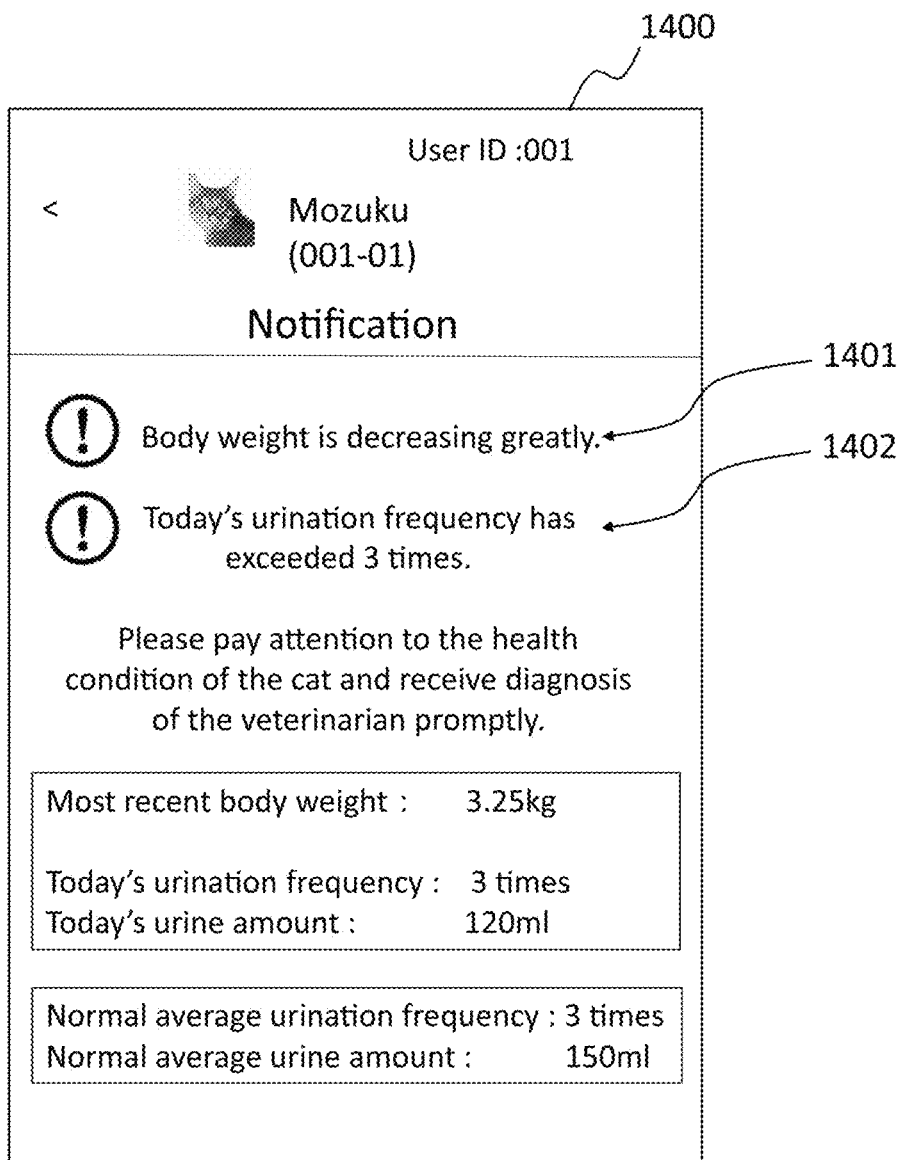 1400
User ID :001
<
Mozuku
(001-01)
Notification
1401
! Body weight is decreasing greatly.
1402
! Today's urination frequency has
exceeded 3 times.
Please pay attention to the health
condition of the cat and receive diagnosis
of the veterinarian promptly.
Most recent body weight : 3.25kg
Today's urination frequency : 3 times
Today's urine amount : 120ml
Normal average urination frequency : 3 times
Normal average urine amount : 150ml